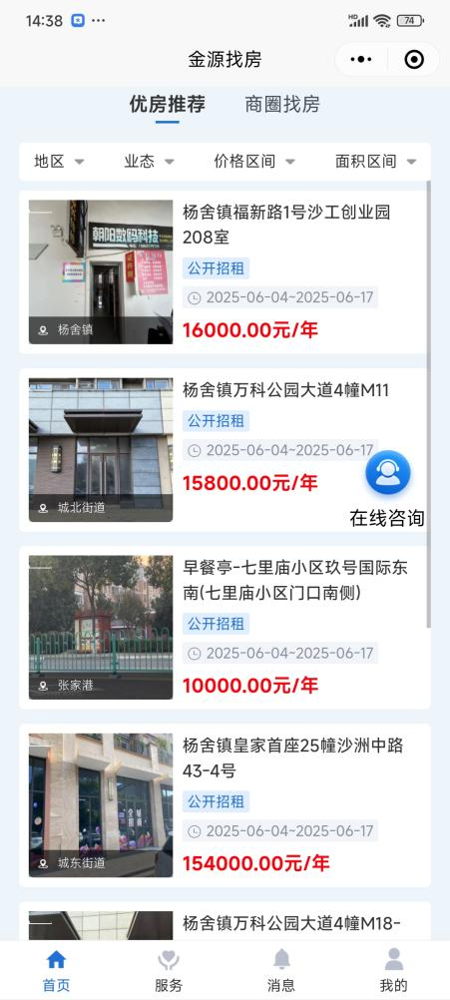 14:38
74
金源找房
优房推荐 商圈找房
地区 业态 价格区间 面积区间
杨舍镇福新路1号沙工创业园
208室
公开招租
2025-06-04~2025-06-17
16000.00元/年
朝阳数码科技
杨舍镇
杨舍镇万科公园大道4幢M11
公开招租
2025-06-04~2025-06-17
15800.00元/年
城北街道
在线咨询
早餐亭-七里庙小区玖号国际东
南(七里庙小区门口南侧)
公开招租
2025-06-04~2025-06-17
10000.00元/年
张家港
杨舍镇皇家首座25幢沙洲中路
43-4号
公开招租
2025-06-04~2025-06-17
154000.00元/年
城东街道
杨舍镇万科公园大道4幢M18-
首页 服务 消息 我的